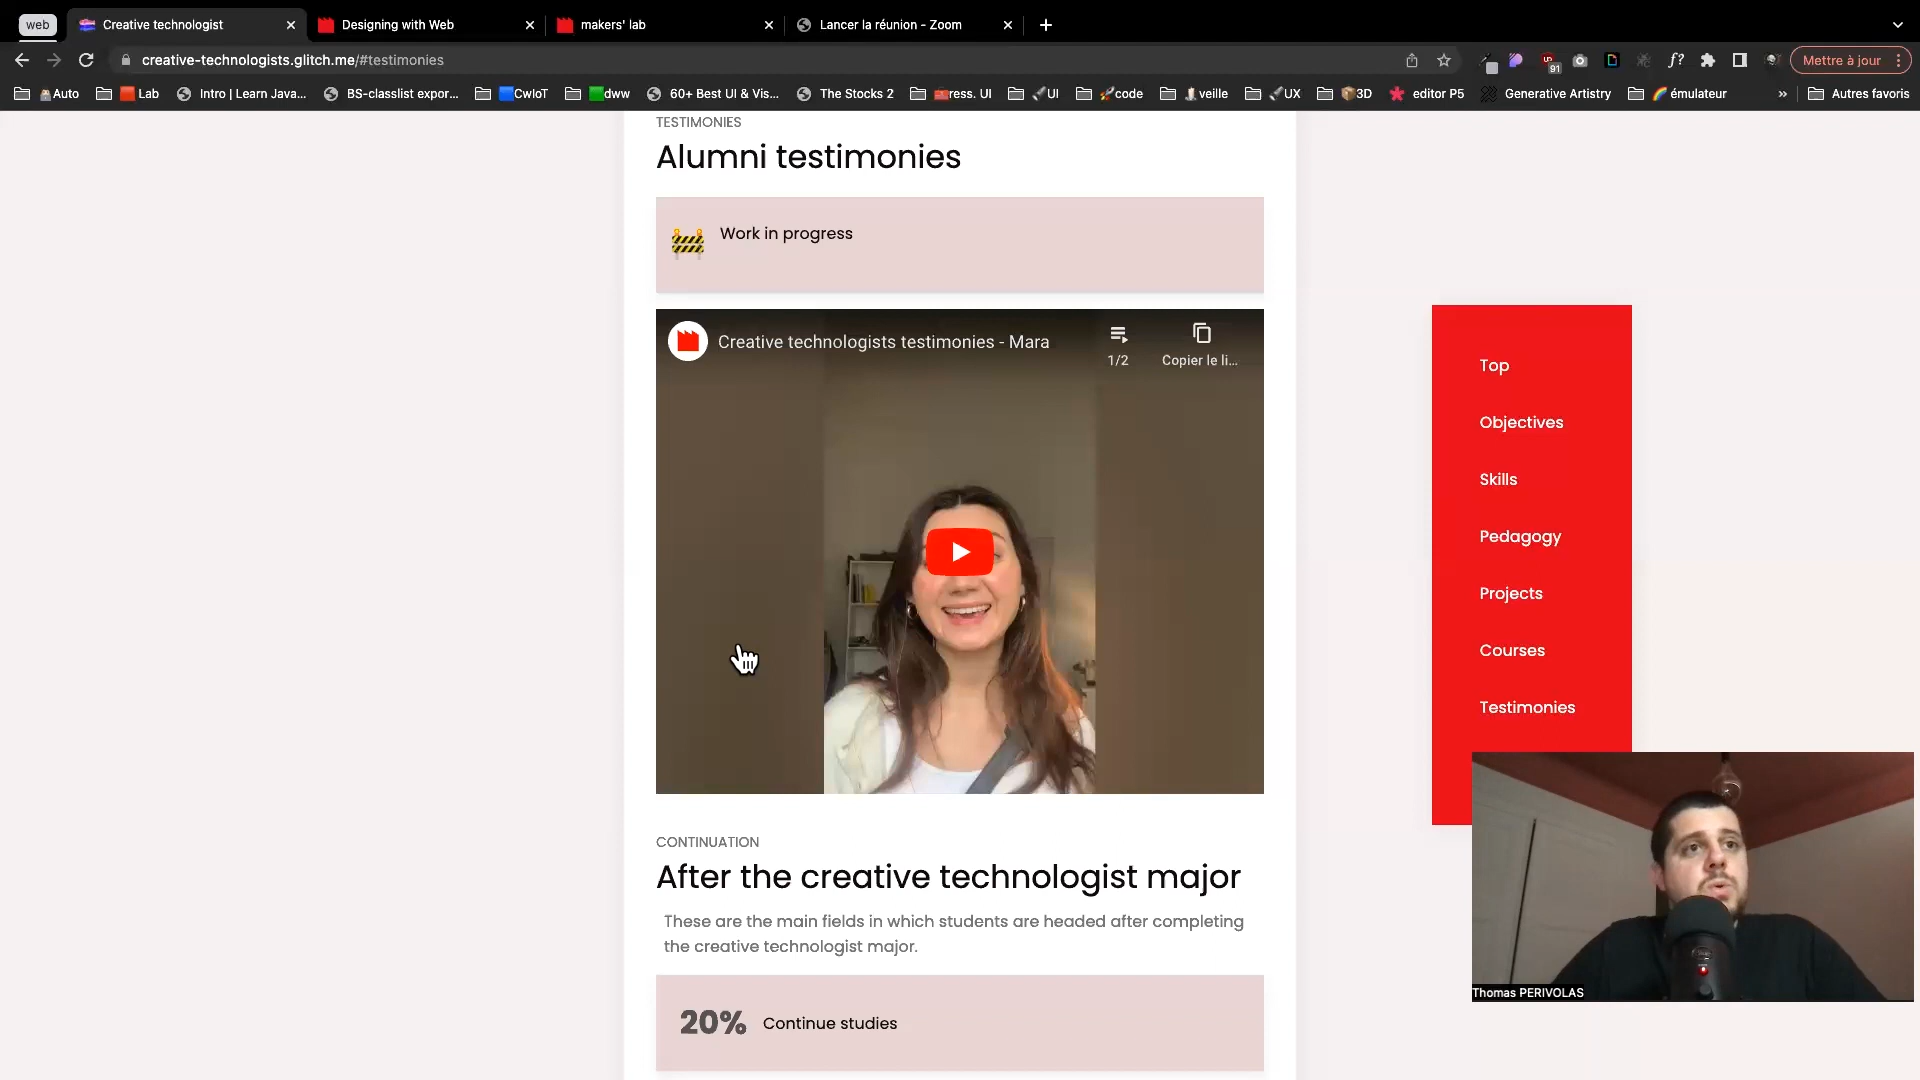 web
Creative technologist
Designing with Web
makers' lab
Lancer la réunion - Zoom
creative-technologists.glitch.me/#testimonies
91
f?
Mettre à jour
Auto
Lab
Intro | Learn Java...
BS-classlist expor...
CwIoT
dww
60+ Best UI & Vis...
The Stocks 2
ress. UI
UI
code
veille
UX
3D
editor P5
Generative Artistry
émulateur
»
Autres favoris
TESTIMONIES
Alumni testimonies
Work in progress
Creative technologists testimonies - Mara
1/2
Copier le li...
Top
Objectives
Skills
Pedagogy
Projects
Courses
Testimonies
CONTINUATION
After the creative technologist major
These are the main fields in which students are headed after completing
the creative technologist major.
20% Continue studies
Thomas PERIVOLAS